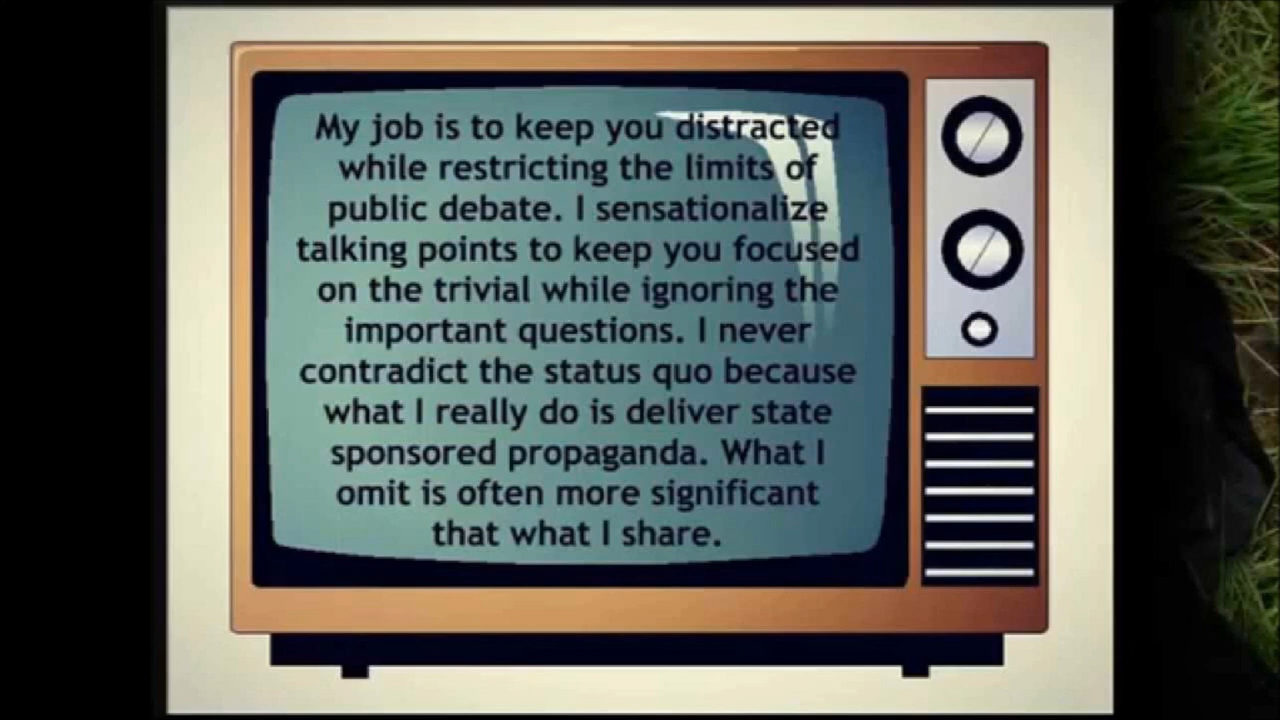 My job is to keep you distracted
while restricting the limits of
public debate. I sensationalize
talking points to keep you focused
on the trivial while ignoring the
important questions. I never
contradict the status quo because
what I really do is deliver state
sponsored propaganda. What I
omit is often more significant
that what I share.